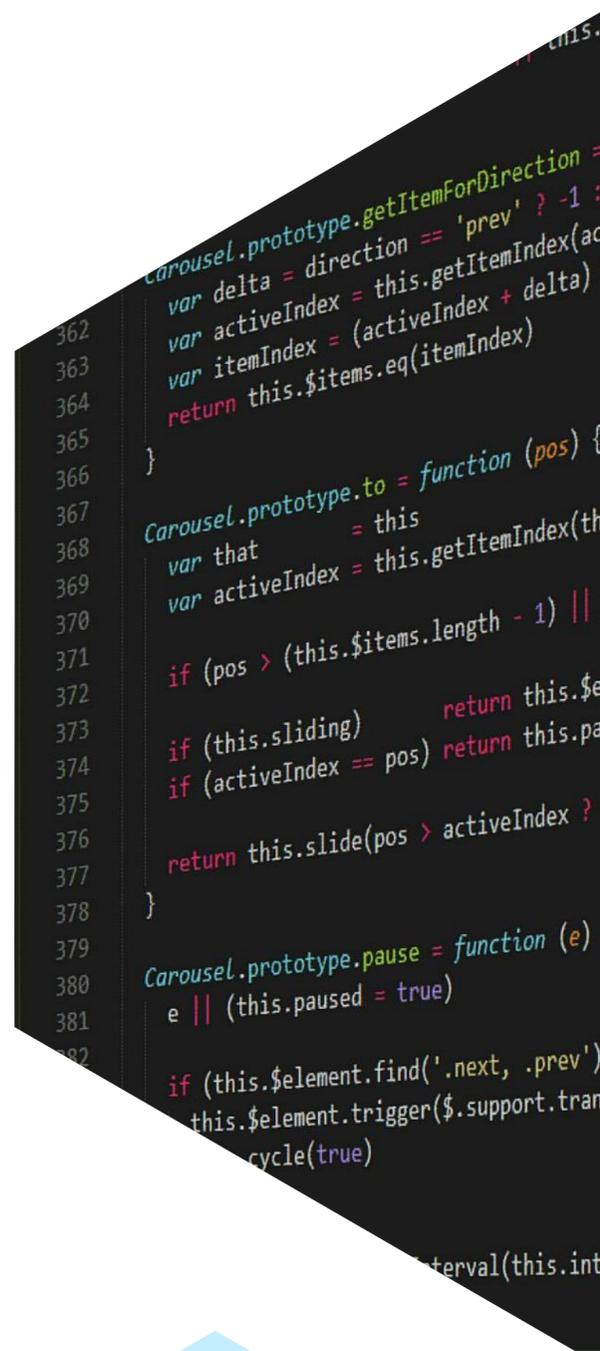 this.
Carousel.prototype.getItemForDirection =
var delta = direction == 'prev' ? -1 :
362 var activeIndex = this.getItemIndex(ac
363 var itemIndex = (activeIndex + delta)
364 return this.$items.eq(itemIndex)
365 }
366
367 Carousel.prototype.to = function (pos) {
368 var that = this
369 var activeIndex = this.getItemIndex(th
370
371 if (pos > (this.$items.length - 1) ||
372
373 if (this.sliding) return this.$e
374 if (activeIndex == pos) return this.pa
375
376 return this.slide(pos > activeIndex ?
377 }
378
379 Carousel.prototype.pause = function (e)
380 e || (this.paused = true)
381
382 if (this.$element.find('.next, .prev')
this.$element.trigger($.support.tran
cycle(true)
nterval(this.int